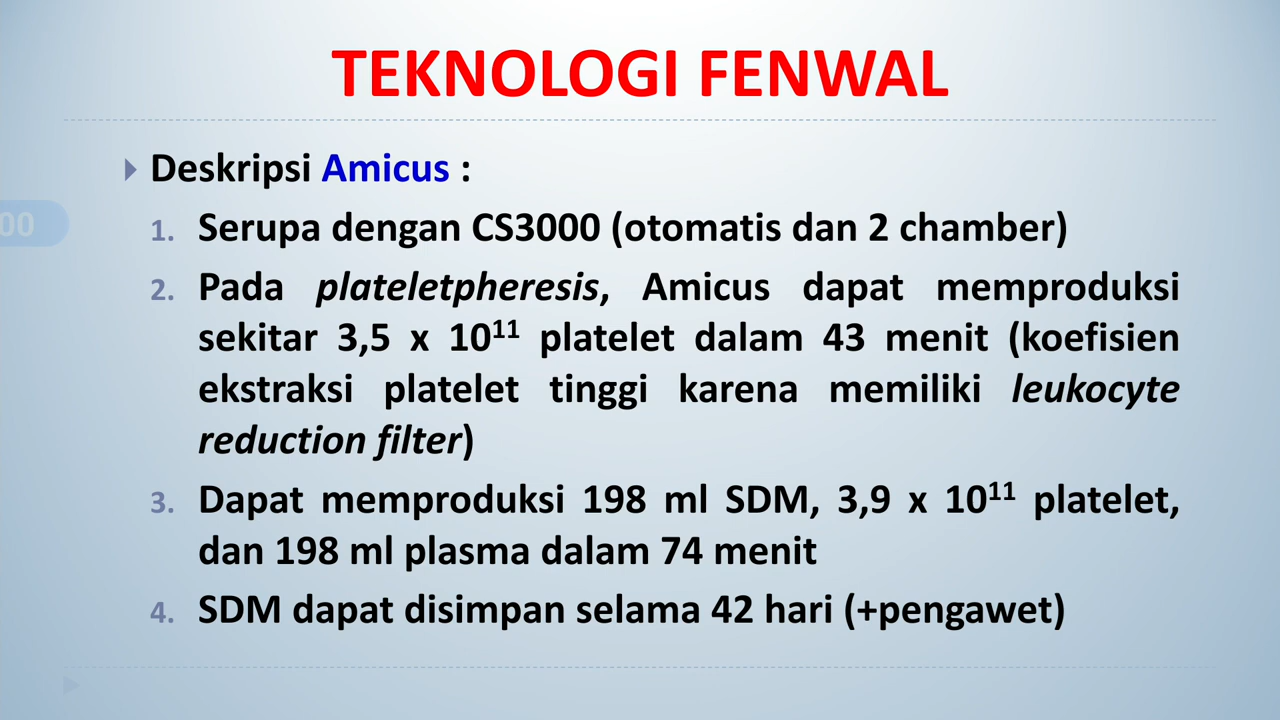 TEKNOLOGI FENWAL
Deskripsi Amicus :
00
1. Serupa dengan CS3000 (otomatis dan 2 chamber)
2. Pada plateletpheresis, Amicus dapat memproduksi
sekitar 3,5 x 10¹¹ platelet dalam 43 menit (koefisien
ekstraksi platelet tinggi karena memiliki leukocyte
reduction filter)
3. Dapat memproduksi 198 ml SDM, 3,9 x 10¹¹ platelet,
dan 198 ml plasma dalam 74 menit
4. SDM dapat disimpan selama 42 hari (+pengawet)